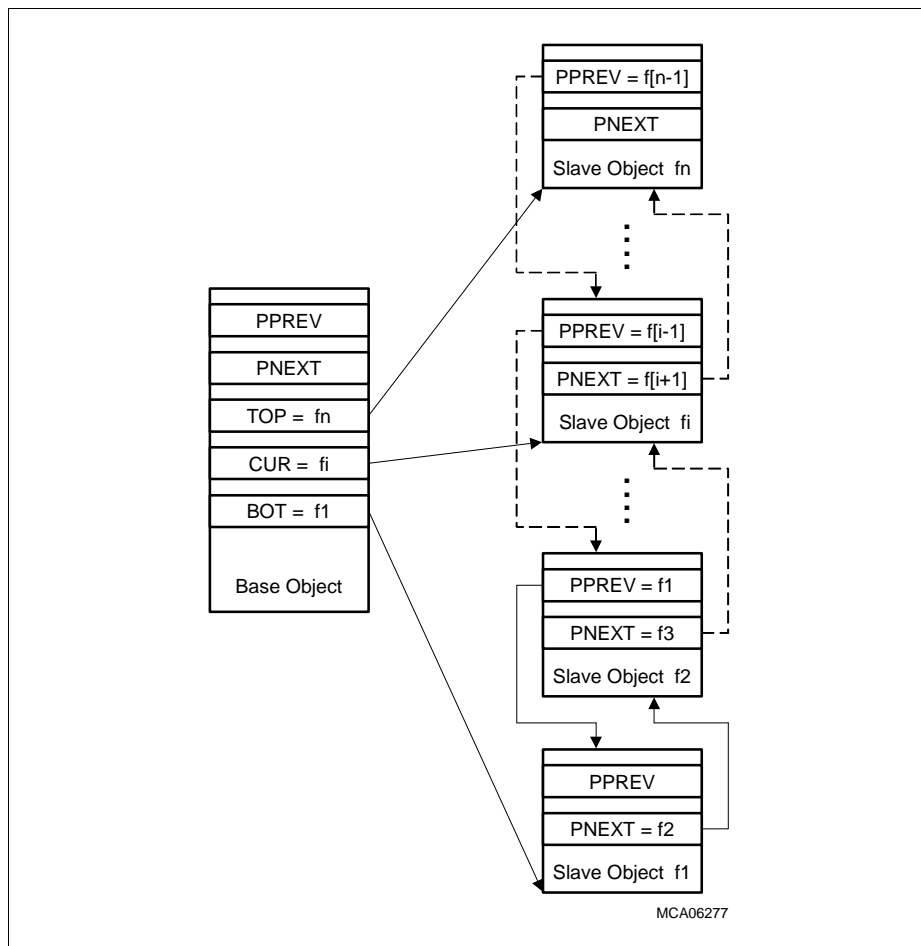 PPREV = f[n-1]
PNEXT
Slave Object fn
PPREV
PNEXT
TOP = fn
CUR = fi
BOT = f1
Base Object
PPREV = f[i-1]
PNEXT = f[i+1]
Slave Object fi
PPREV = f1
PNEXT = f3
Slave Object f2
PPREV
PNEXT = f2
Slave Object f1
MCA06277